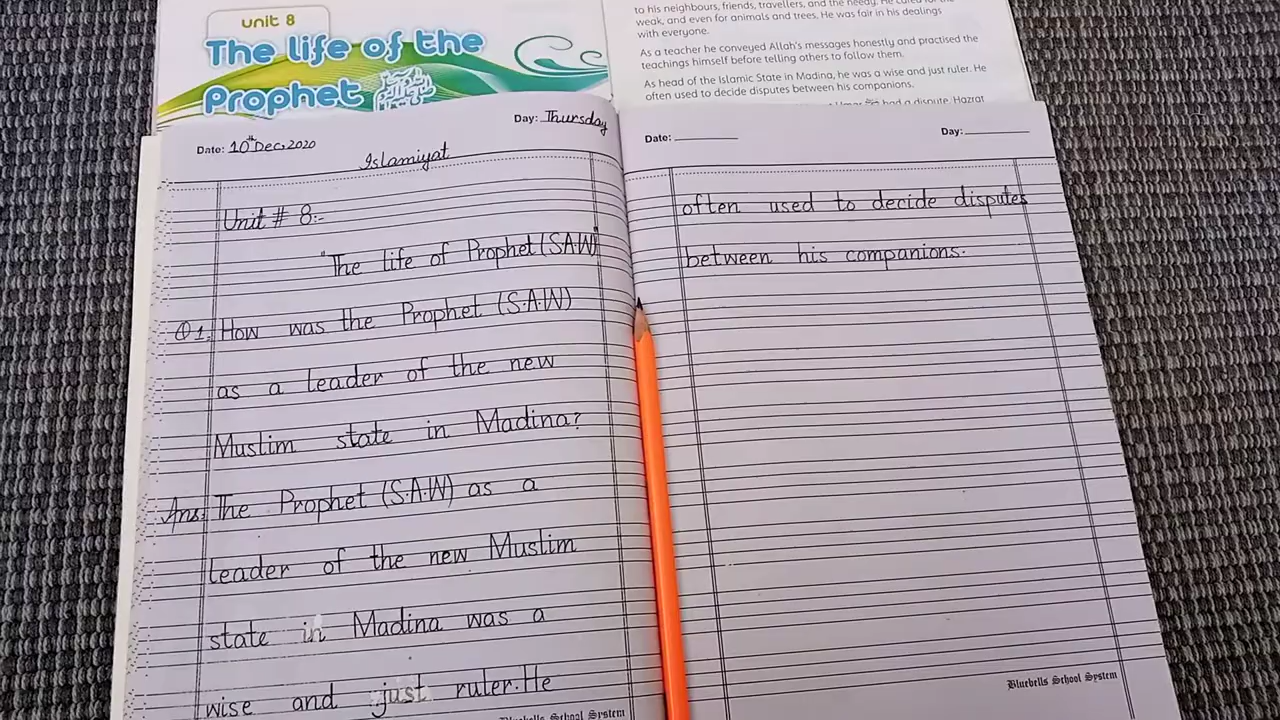 unit 8
The life of the
Prophet
to his neighbours, friends, travellers, and the needy. He cared for the
weak, and even for animals and trees. He was fair in his dealings
with everyone.
As a teacher he conveyed Allah's messages honestly and practised the
teachings himself before telling others to follow them.
As head of the Islamic State in Madina, he was a wise and just ruler. He
often used to decide disputes between his companions.
had a dispute. Hazrat
Day: Thursday
Date: 10th Dec, 2020
Islamiyat
Unit # 8:-
"The life of Prophet (S.A.W)"
Q1. How was the Prophet (S.A.W)
as a leader of the new
Muslim state in Madina?
Ans: The Prophet (S.A.W) as a
leader of the new Muslim
state in Madina was a
wise and just ruler. He
Bluebells School System
Date: Day:
often used to decide disputes
between his companions.
Bluebells School System